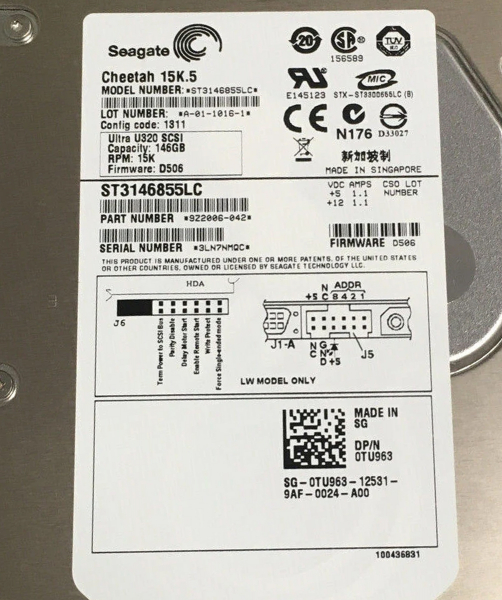 Seagate
Cheetah 15K.5
MODEL NUMBER: *ST3146855LC*
LOT NUMBER: *A-01-1016-1*
Config code: 1311
Ultra U320 SCSI
Capacity: 146GB
RPM: 15K
Firmware: D506
20
SA
TUV
156589
E145123
MIC
STX-ST3300655LC (B)
CE
N176
D33027
新加坡制
MADE IN SINGAPORE
ST3146855LC
PART NUMBER *9Z2006-042*
SERIAL NUMBER *3LN7NMQC*
VDC AMPS CSO LOT
+5 1.1 NUMBER
+12 1.1
FIRMWARE D506
THIS PRODUCT IS MANUFACTURED UNDER ONE OR MORE PATENTS, OF THE UNITED STATES
OR OTHER COUNTRIES, OWNED OR LICENSED BY SEAGATE TECHNOLOGY LLC.
HDA
J6
Term Power to SCSI Bus
Parity Disable
Delay Motor Start
Enable Remote Start
Write Protect
Force Single-ended mode
N ADDR
+5 C 8 4 2 1
J1-A
N G
C N
D +5
J5
LW MODEL ONLY
MADE IN
SG
DP/N
0TU963
SG-0TU963-12531-
9AF-0024-A00
100436831